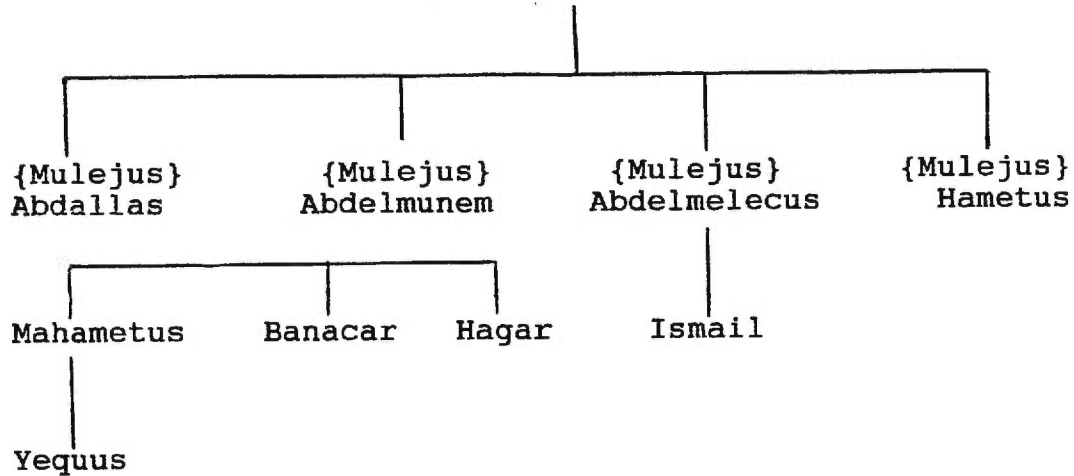 {Mulejus} {Mulejus} {Mulejus} {Mulejus}
Abdallas Abdelmunem Abdelmelecus Hametus
Mahametus Banacar Hagar Ismail
Yequus